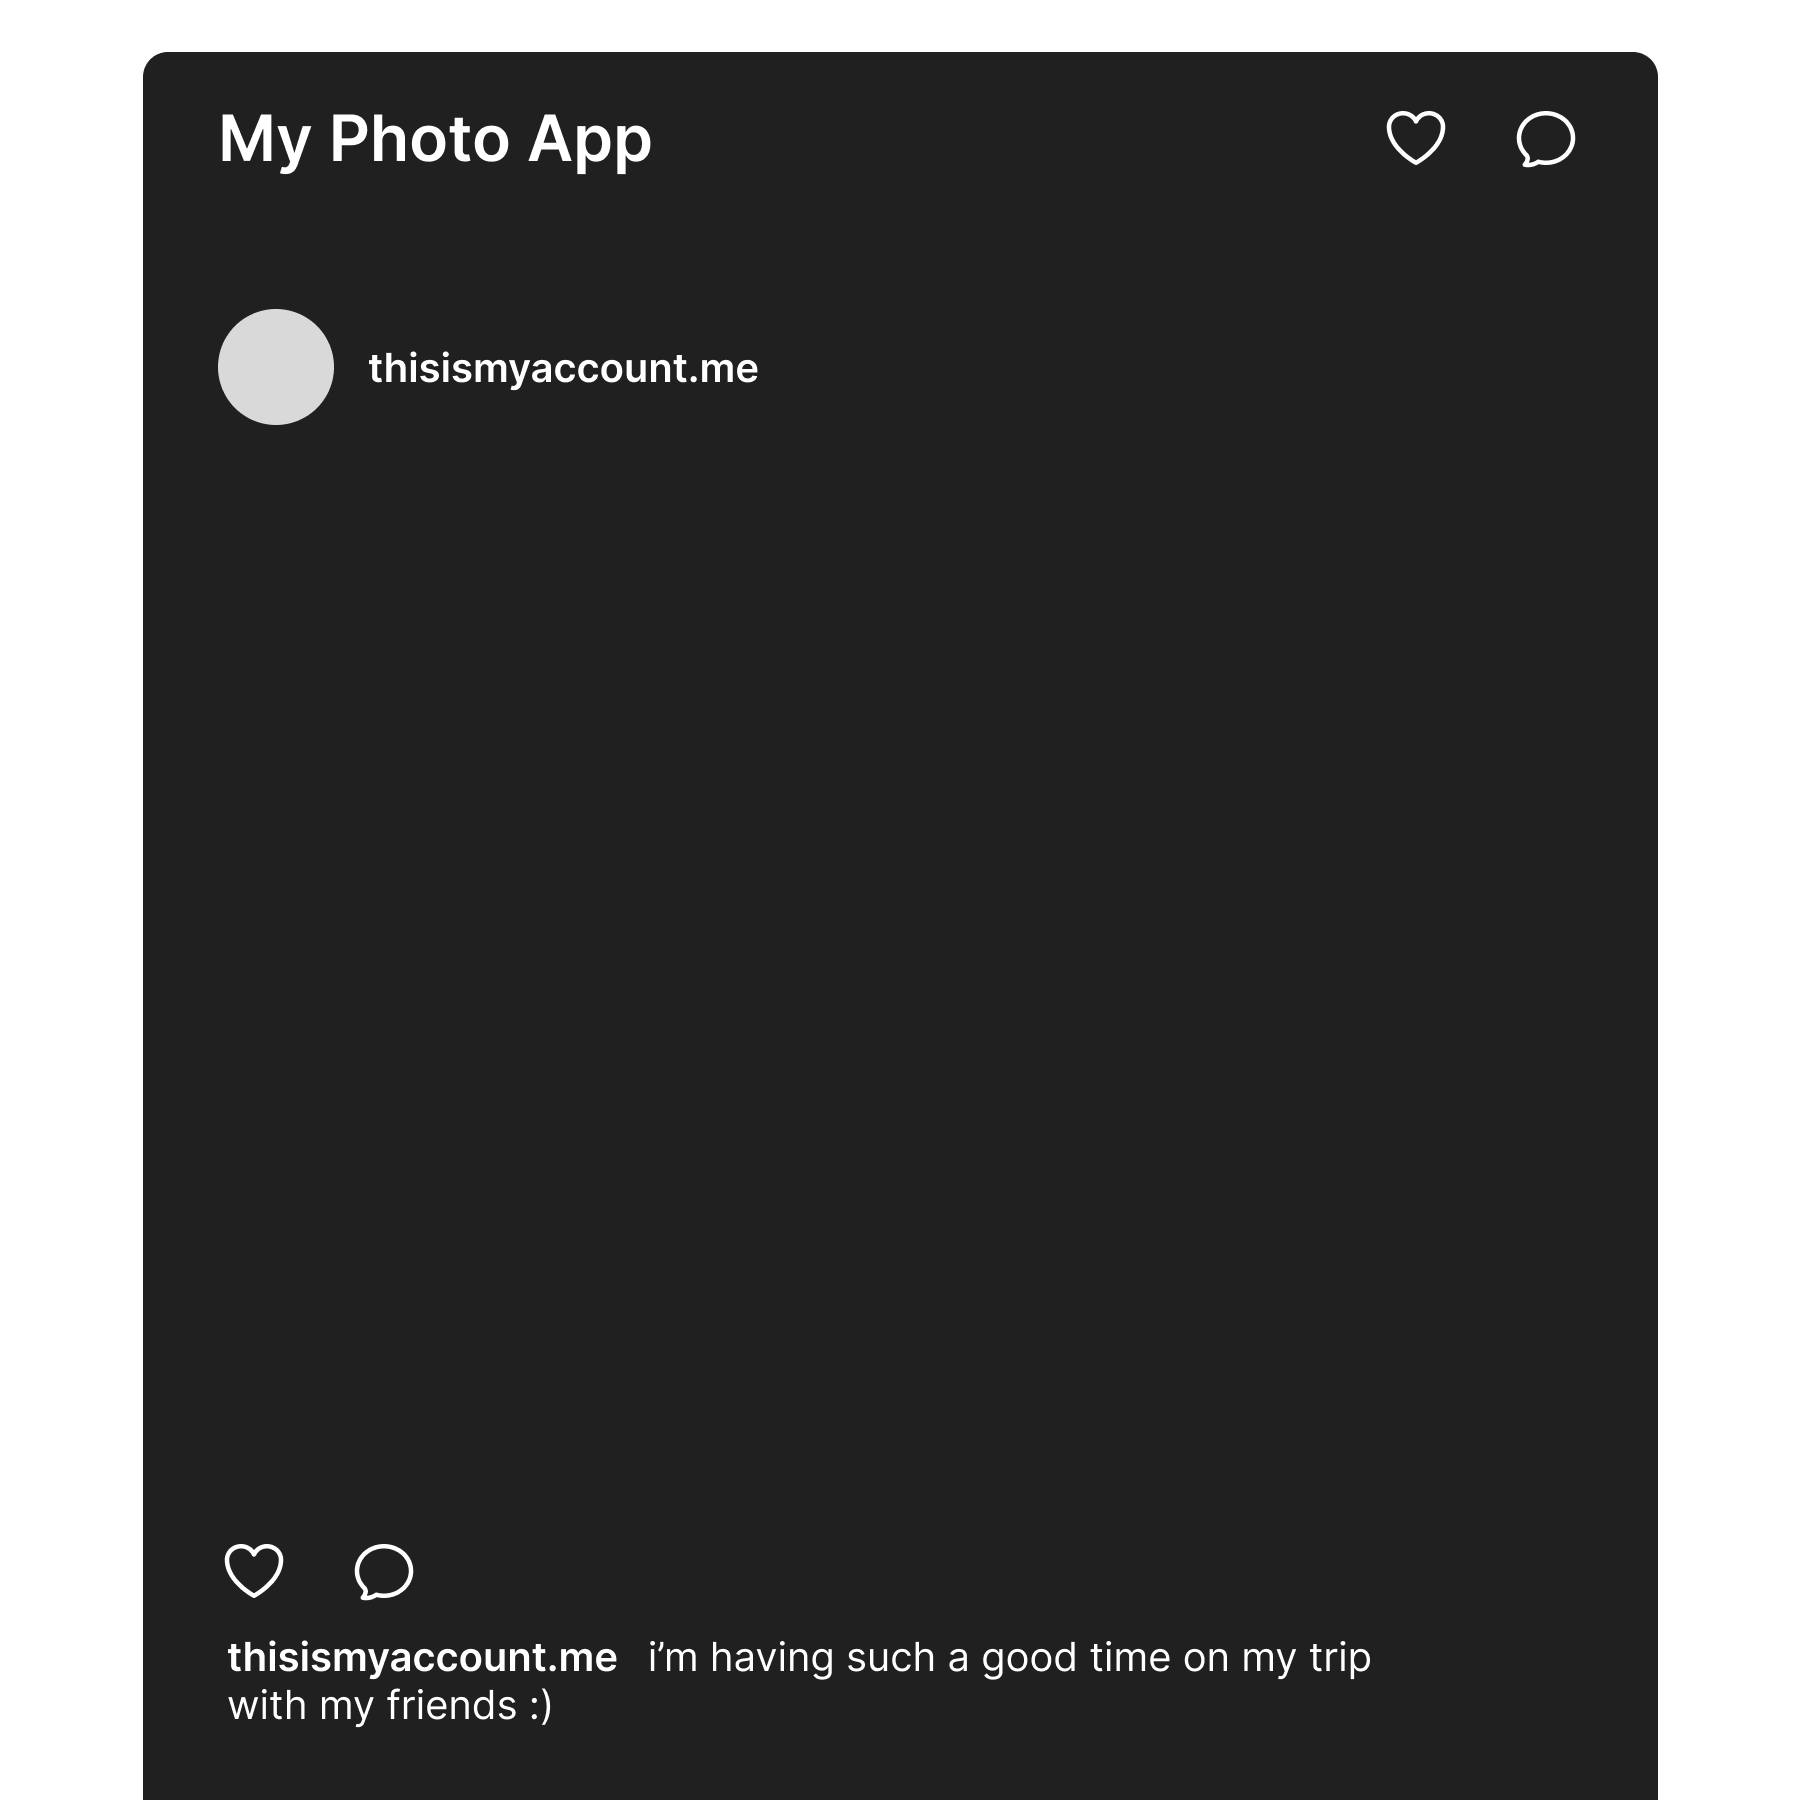 My Photo App
thisismyaccount.me
thisismyaccount.me i’m having such a good time on my trip
with my friends :)